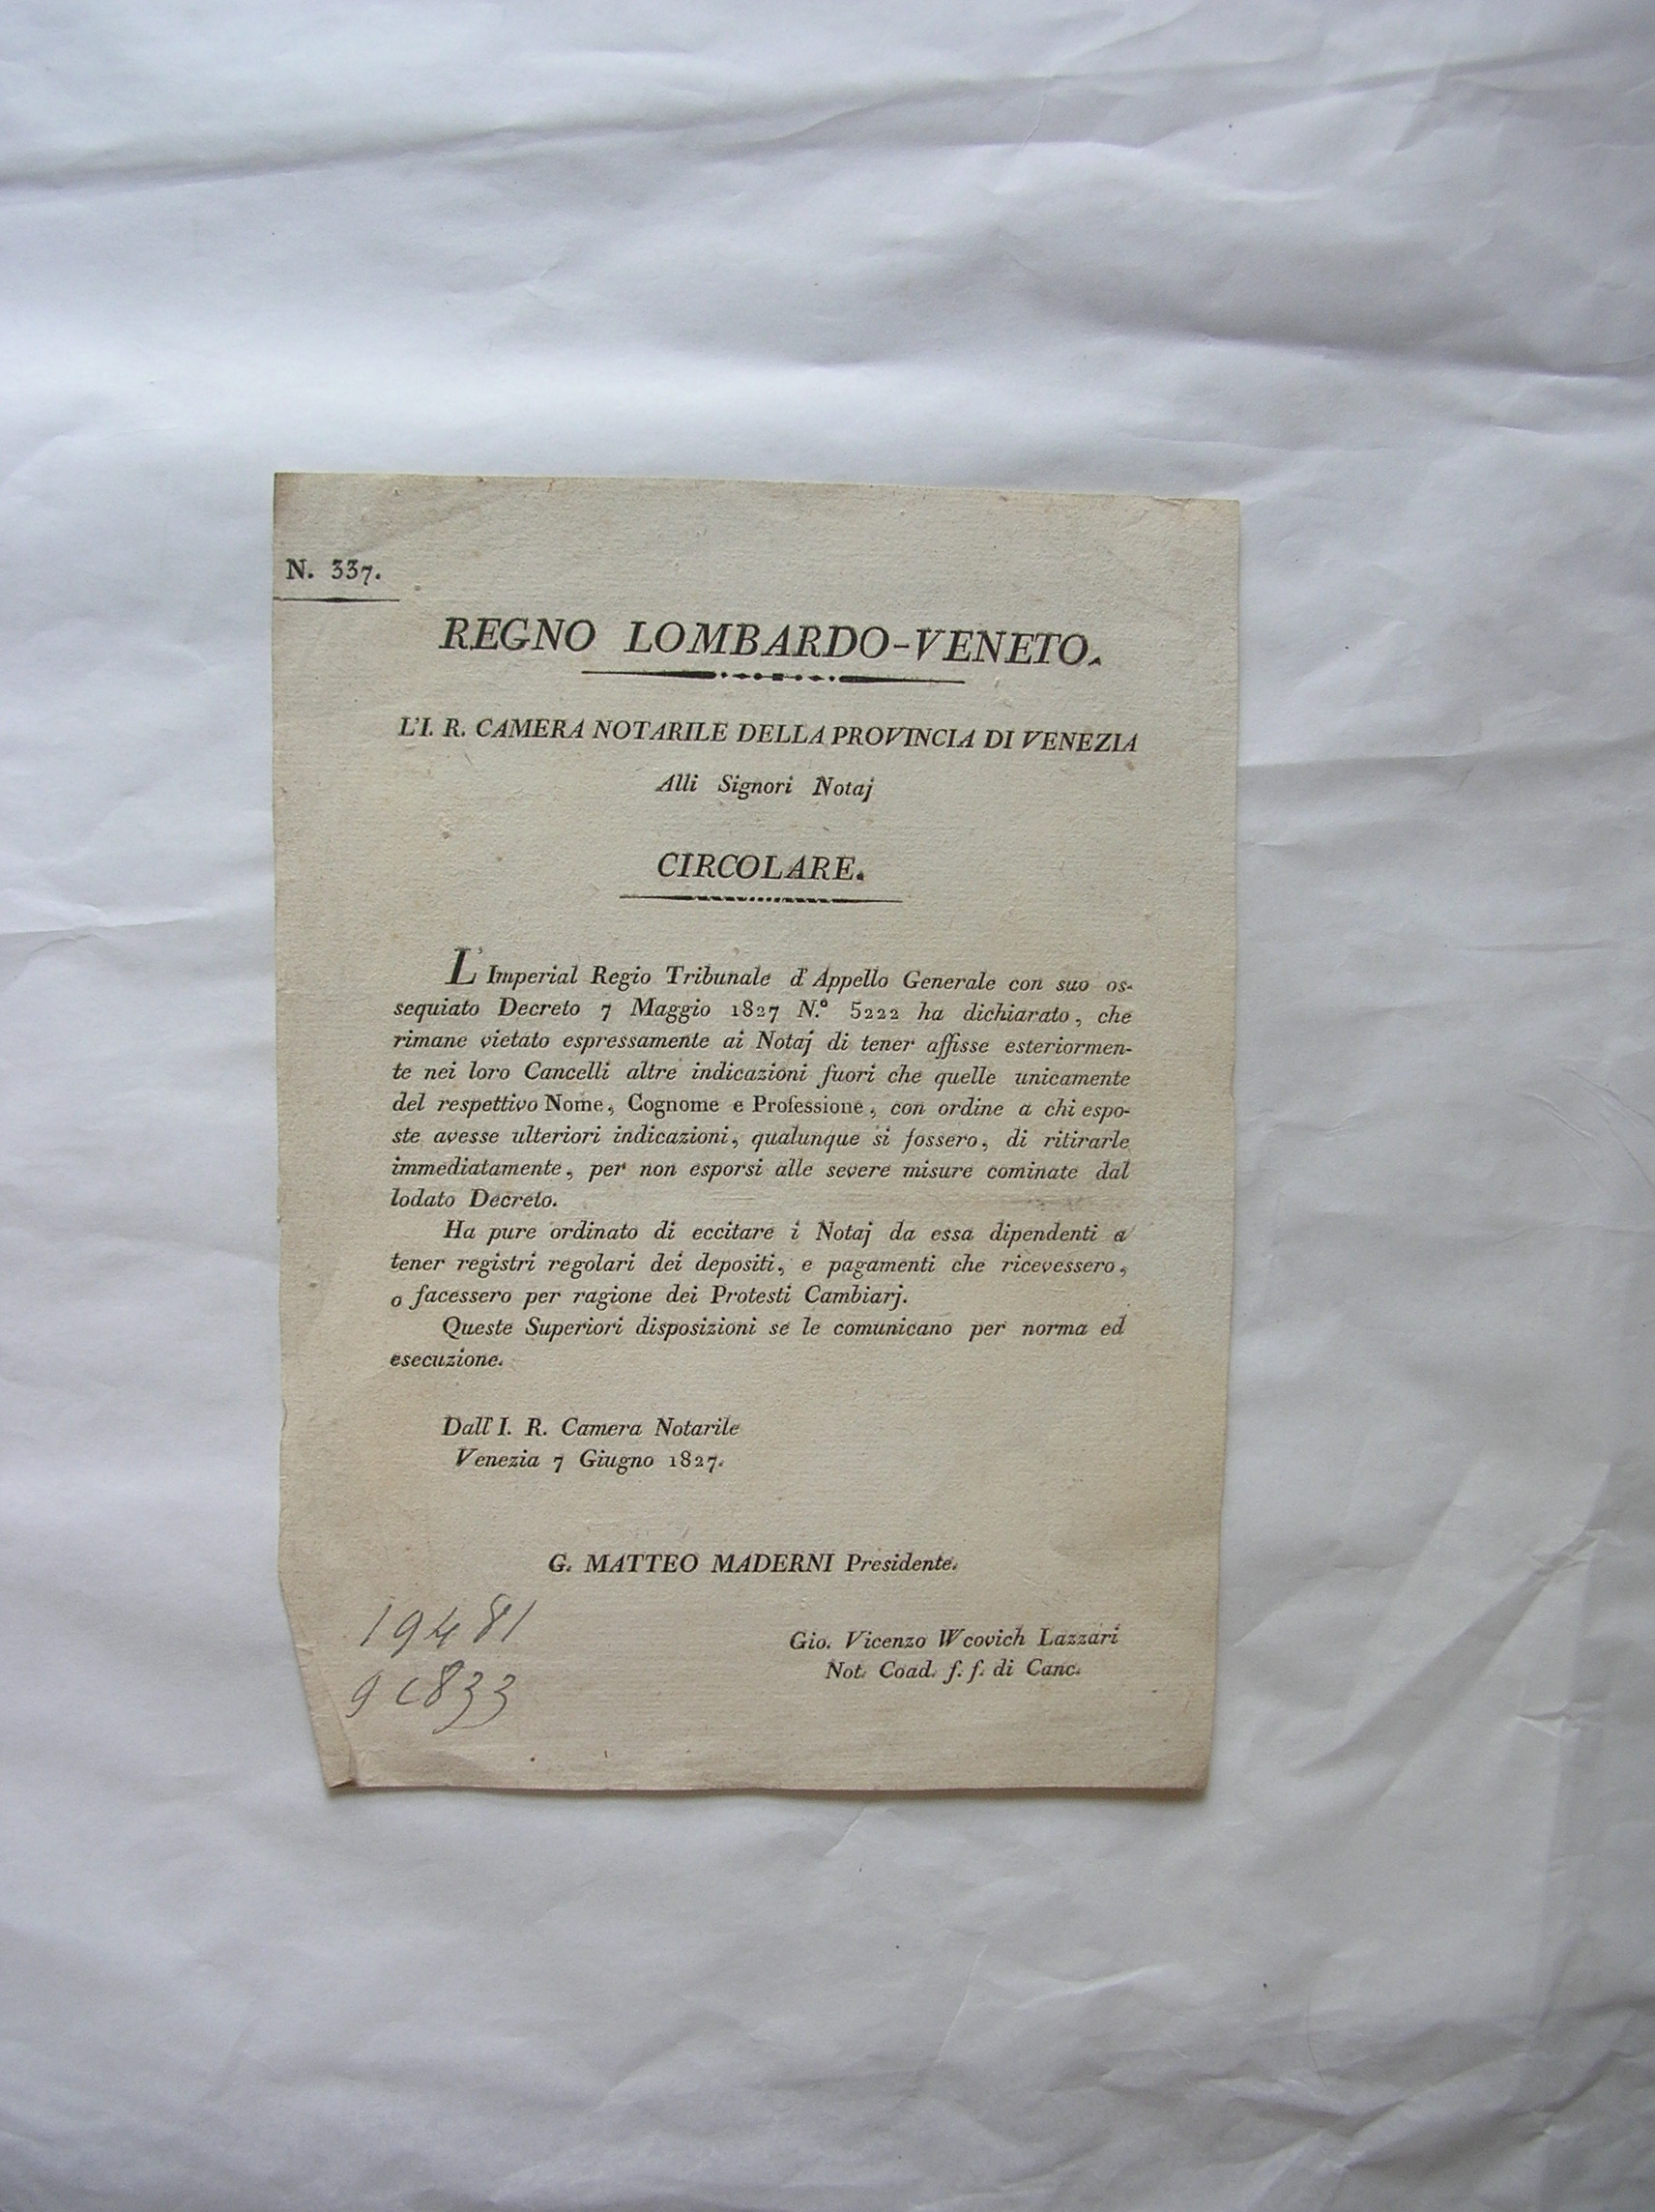 N. 337.
REGNO LOMBARDO-VENETO.
L'I. R. CAMERA NOTARILE DELLA PROVINCIA DI VENEZIA
Alli Signori Notaj
CIRCOLARE.
L' Imperial Regio Tribunale d'Appello Generale con suo os-
sequiato Decreto 7 Maggio 1827 N.º 5222 ha dichiarato, che
rimane vietato espressamente ai Notaj di tener affisse esteriormen-
te nei loro Cancelli altre indicazioni fuori che quelle unicamente
del respettivo Nome, Cognome e Professione, con ordine a chi espo-
ste avesse ulteriori indicazioni, qualunque si fossero, di ritirarle
immediatamente, per non esporsi alle severe misure cominate dal
lodato Decreto.
Ha pure ordinato di eccitare i Notaj da essa dipendenti a
tener registri regolari dei depositi, e pagamenti che ricevessero,
o facessero per ragione dei Protesti Cambiarj.
Queste Superiori disposizioni se le comunicano per norma ed
esecuzione.
Dall' I. R. Camera Notarile
Venezia 7 Giugno 1827.
G. MATTEO MADERNI Presidente.
19481
Gio. Vicenzo Wcovich Lazzari
Not. Coad. f. f. di Canc.
9c833